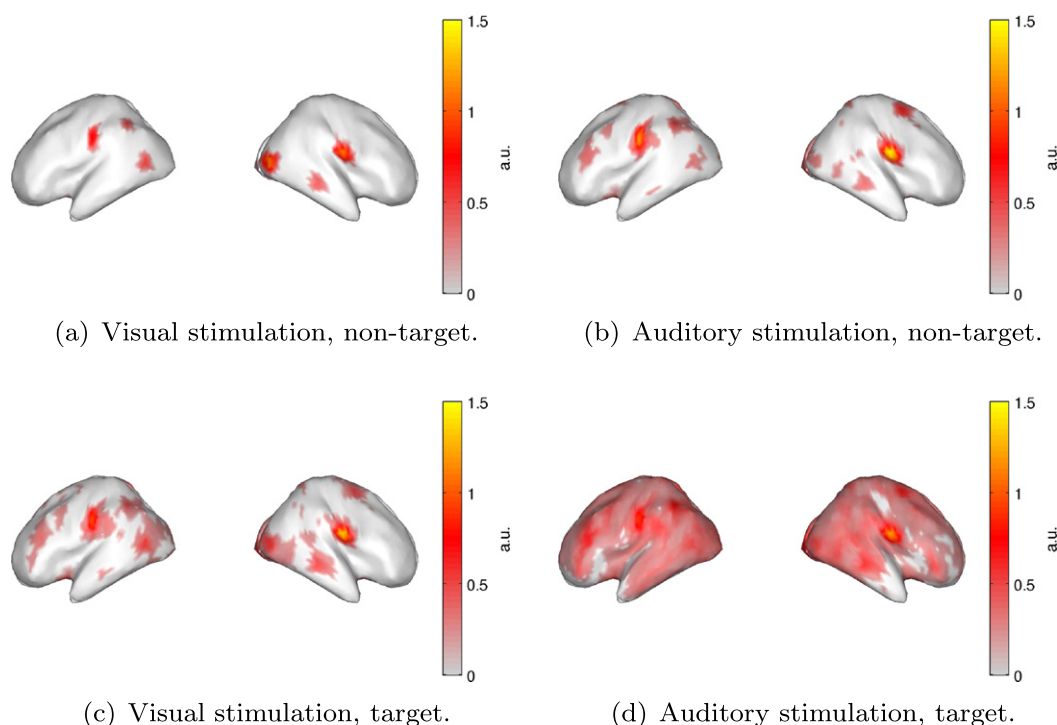 1.5
1
0.5
0
a.u.
(a) Visual stimulation, non-target.
1.5
1
0.5
0
a.u.
(b) Auditory stimulation, non-target.
1.5
1
0.5
0
a.u.
(c) Visual stimulation, target.
1.5
1
0.5
0
a.u.
(d) Auditory stimulation, target.